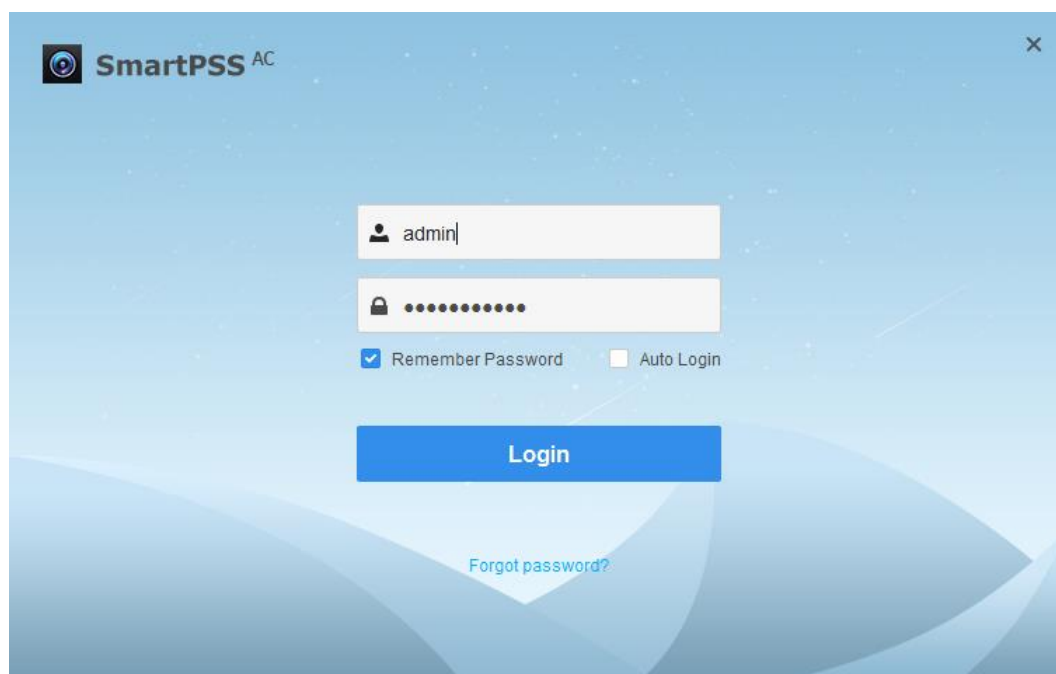 SmartPSS AC
admin
•••••••••••
Remember Password Auto Login
Login
Forgot password?